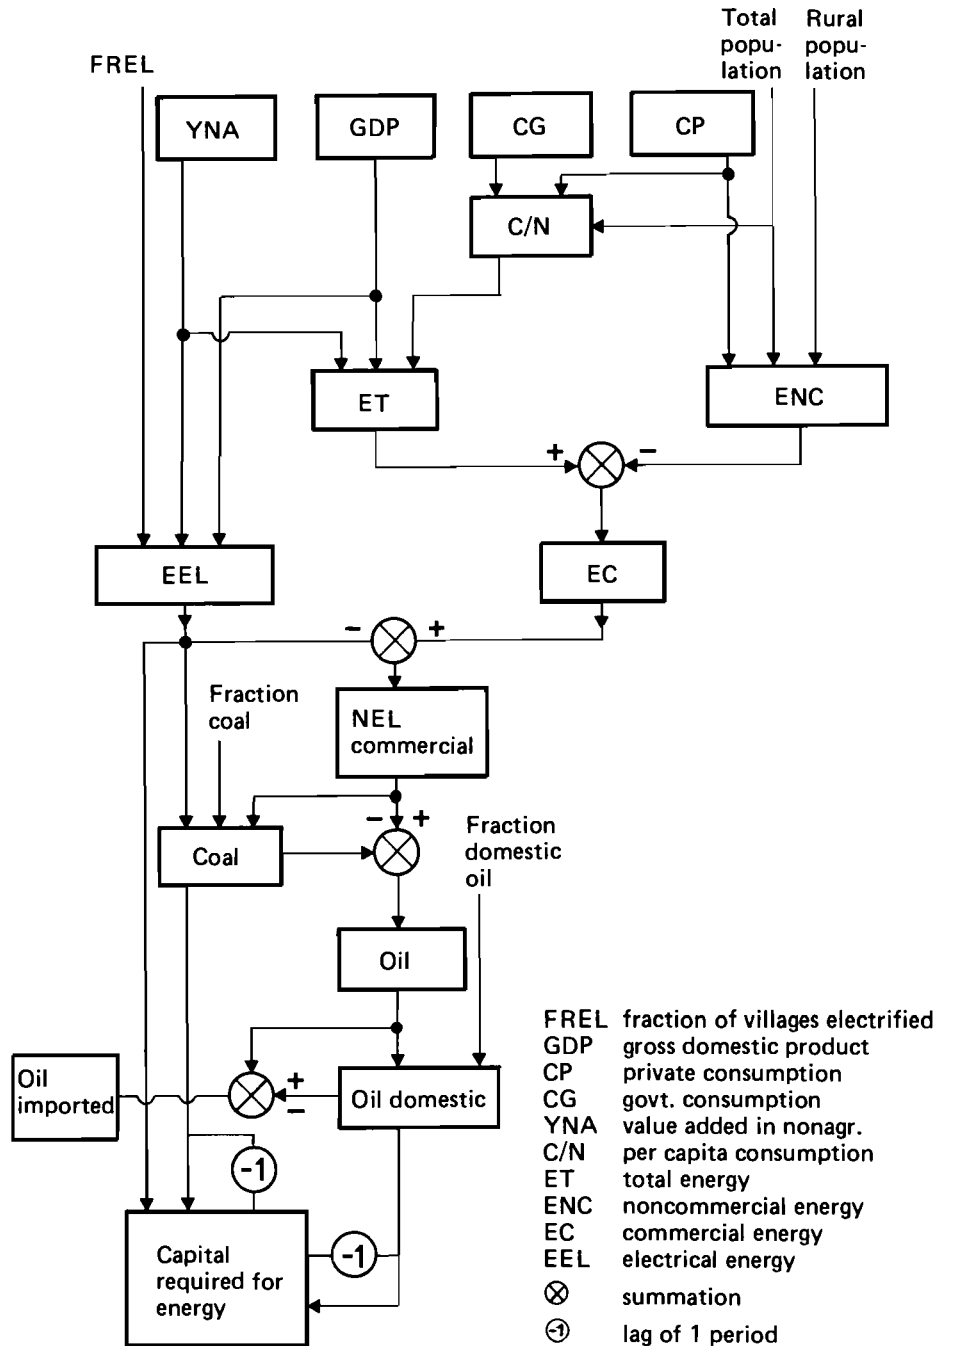 Total
popu-
lation
Rural
popu-
lation
FREL
YNA
GDP
CG
CP
C/N
ET
ENC
+
-
EEL
EC
-
+
Fraction
coal
NEL
commercial
-
+
Fraction
domestic
oil
Coal
Oil
Oil
imported
+
-
Oil domestic
-1
-1
Capital
required for
energy
FREL fraction of villages electrified
GDP gross domestic product
CP private consumption
CG govt. consumption
YNA value added in nonagr.
C/N per capita consumption
ET total energy
ENC noncommercial energy
EC commercial energy
EEL electrical energy
summation
-1 lag of 1 period